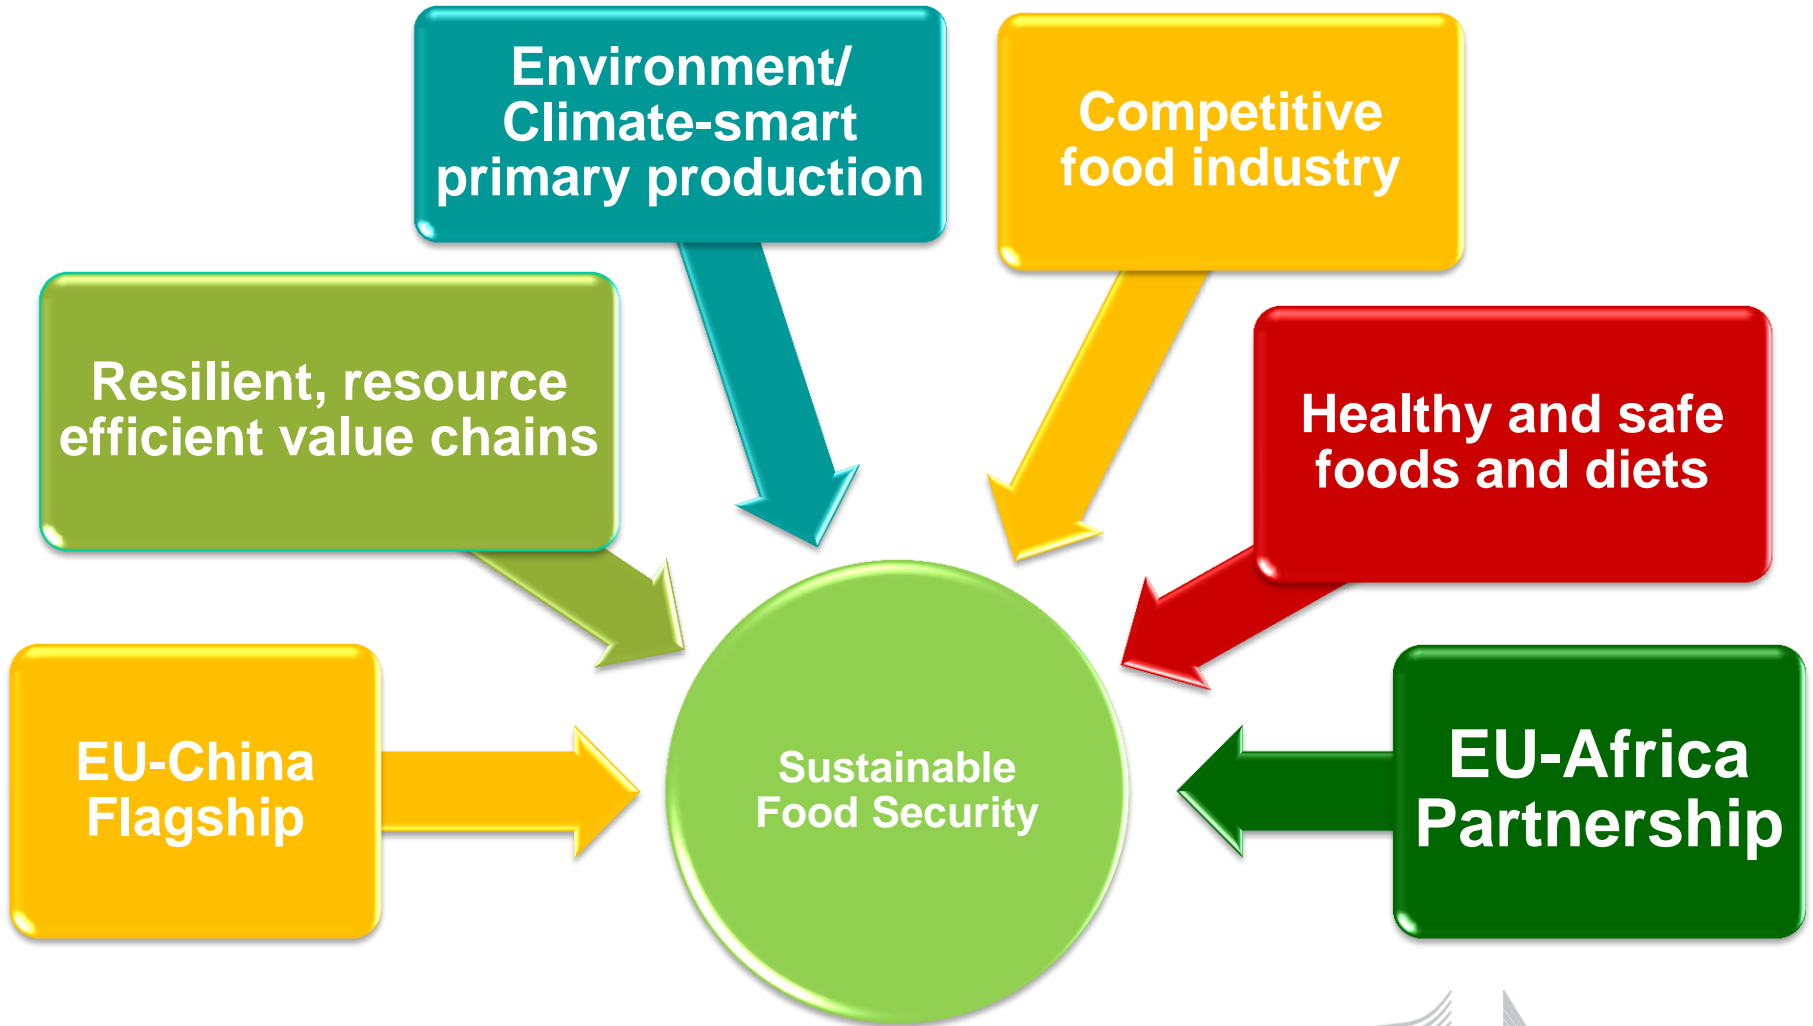 Environment/
Climate-smart
primary production
Competitive
food industry
Resilient, resource
efficient value chains
Healthy and safe
foods and diets
EU-China
Flagship
Sustainable
Food Security
EU-Africa
Partnership